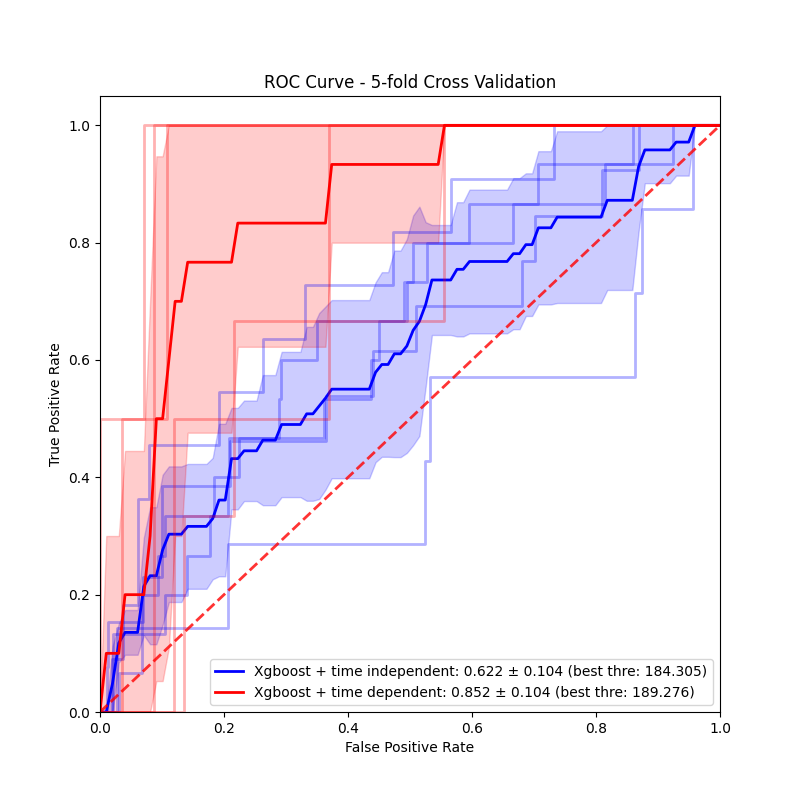 ROC Curve - 5-fold Cross Validation
True Positive Rate
1.0
0.8
0.6
0.4
0.2
0.0
Xgboost + time independent: 0.622 ± 0.104 (best thre: 184.305)
Xgboost + time dependent: 0.852 ± 0.104 (best thre: 189.276)
0.0 0.2 0.4 0.6 0.8 1.0
False Positive Rate